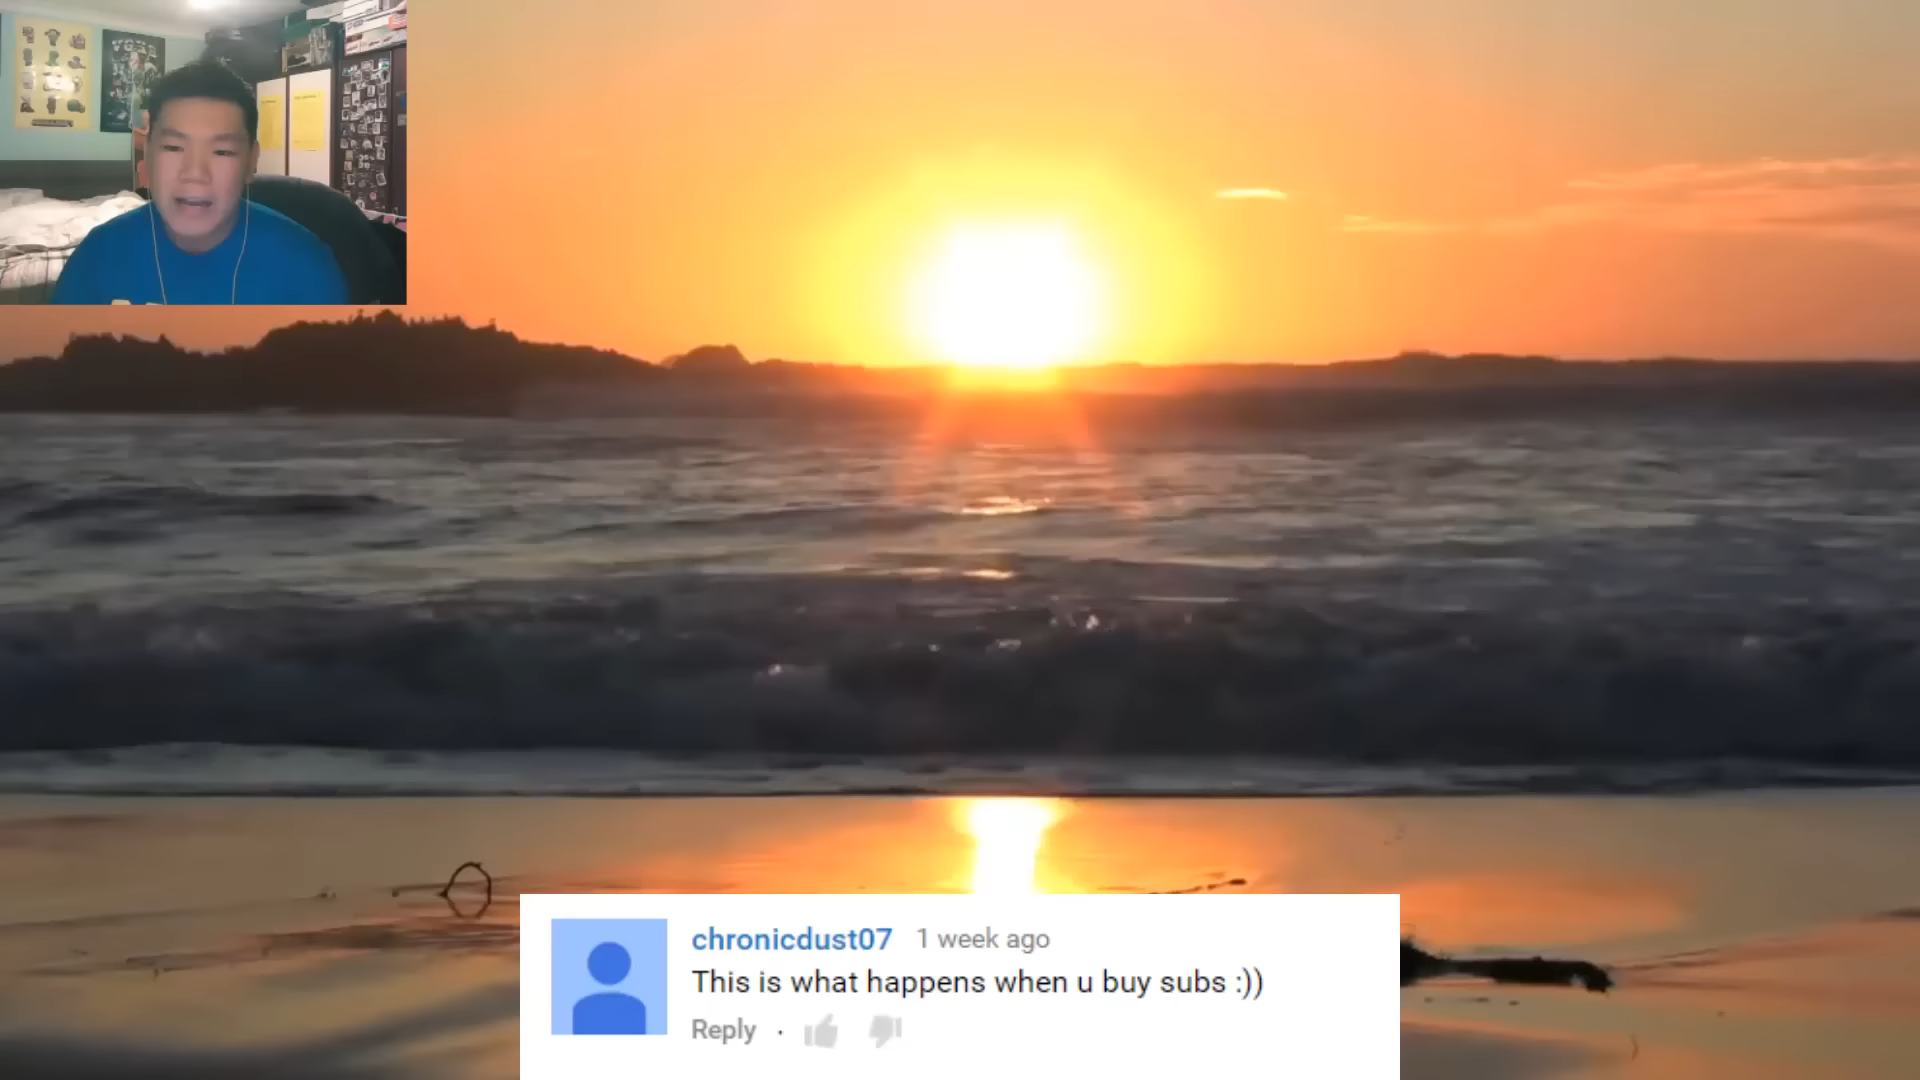 chronicdust07 1 week ago
This is what happens when u buy subs :))
Reply ·